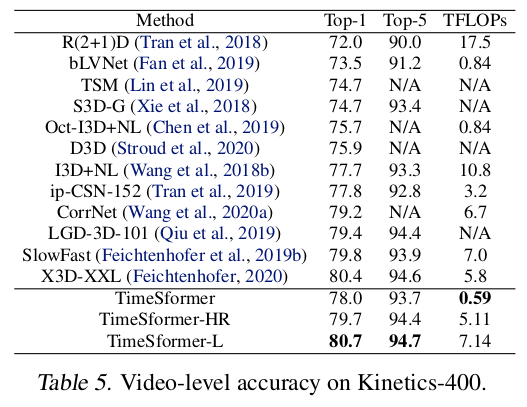 Method Top-1 Top-5 TFLOPs
R(2+1)D (Tran et al., 2018) 72.0 90.0 17.5
bLVNet (Fan et al., 2019) 73.5 91.2 0.84
TSM (Lin et al., 2019) 74.7 N/A N/A
S3D-G (Xie et al., 2018) 74.7 93.4 N/A
Oct-I3D+NL (Chen et al., 2019) 75.7 N/A 0.84
D3D (Stroud et al., 2020) 75.9 N/A N/A
I3D+NL (Wang et al., 2018b) 77.7 93.3 10.8
ip-CSN-152 (Tran et al., 2019) 77.8 92.8 3.2
CorrNet (Wang et al., 2020a) 79.2 N/A 6.7
LGD-3D-101 (Qiu et al., 2019) 79.4 94.4 N/A
SlowFast (Feichtenhofer et al., 2019b) 79.8 93.9 7.0
X3D-XXL (Feichtenhofer, 2020) 80.4 94.6 5.8
TimeSformer 78.0 93.7 0.59
TimeSformer-HR 79.7 94.4 5.11
TimeSformer-L 80.7 94.7 7.14
Table 5. Video-level accuracy on Kinetics-400.